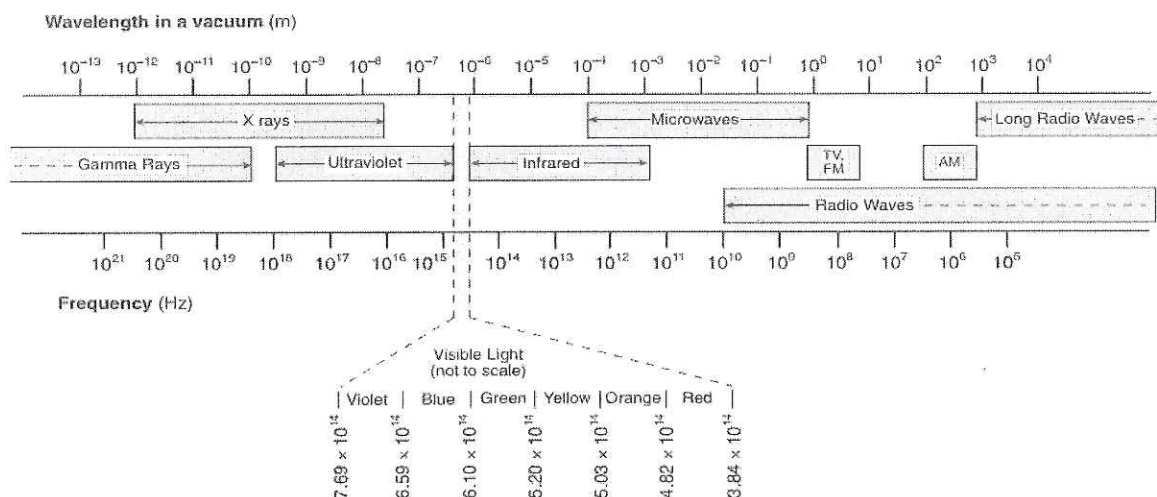 Wavelength in a vacuum (m)
10⁻¹³ 10⁻¹² 10⁻¹¹ 10⁻¹⁰ 10⁻⁹ 10⁻⁸ 10⁻⁷ 10⁻⁶ 10⁻⁵ 10⁻⁴ 10⁻³ 10⁻² 10⁻¹ 10⁰ 10¹ 10² 10³ 10⁴
X rays Microwaves Long Radio Waves
Gamma Rays Ultraviolet Infrared TV, AM
FM
Radio Waves
10²¹ 10²⁰ 10¹⁹ 10¹⁸ 10¹⁷ 10¹⁶ 10¹⁵ 10¹⁴ 10¹³ 10¹² 10¹¹ 10¹⁰ 10⁹ 10⁸ 10⁷ 10⁶ 10⁵
Frequency (Hz)
Visible Light
(not to scale)
Violet Blue Green Yellow Orange Red
7.69 × 10¹⁴
6.59 × 10¹⁴
6.10 × 10¹⁴
5.20 × 10¹⁴
5.03 × 10¹⁴
4.82 × 10¹⁴
3.84 × 10¹⁴